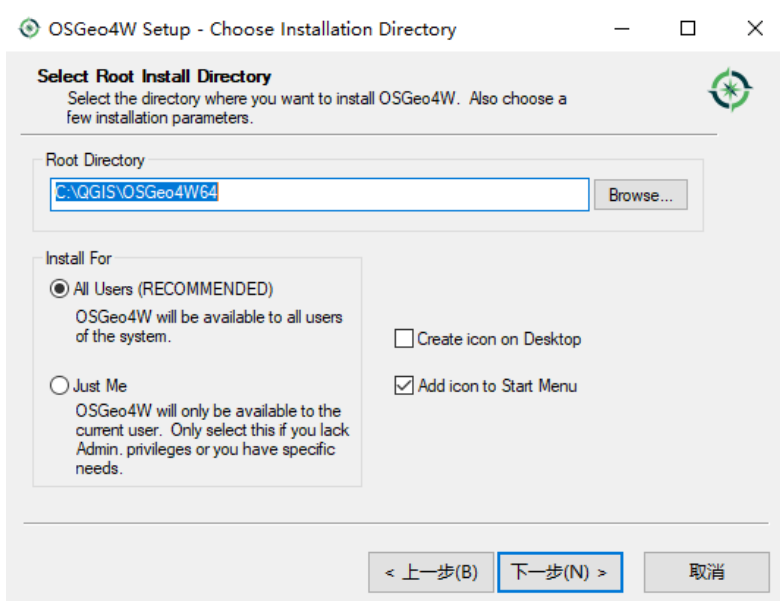 OSGeo4W Setup - Choose Installation Directory
Select Root Install Directory
Select the directory where you want to install OSGeo4W. Also choose a
few installation parameters.
Root Directory
C:\QGIS\OSGeo4W64
Browse...
Install For
All Users (RECOMMENDED)
OSGeo4W will be available to all users
of the system.
Just Me
OSGeo4W will only be available to the
current user. Only select this if you lack
Admin. privileges or you have specific
needs.
Create icon on Desktop
Add icon to Start Menu
< 上一步(B)
下一步(N) >
取消